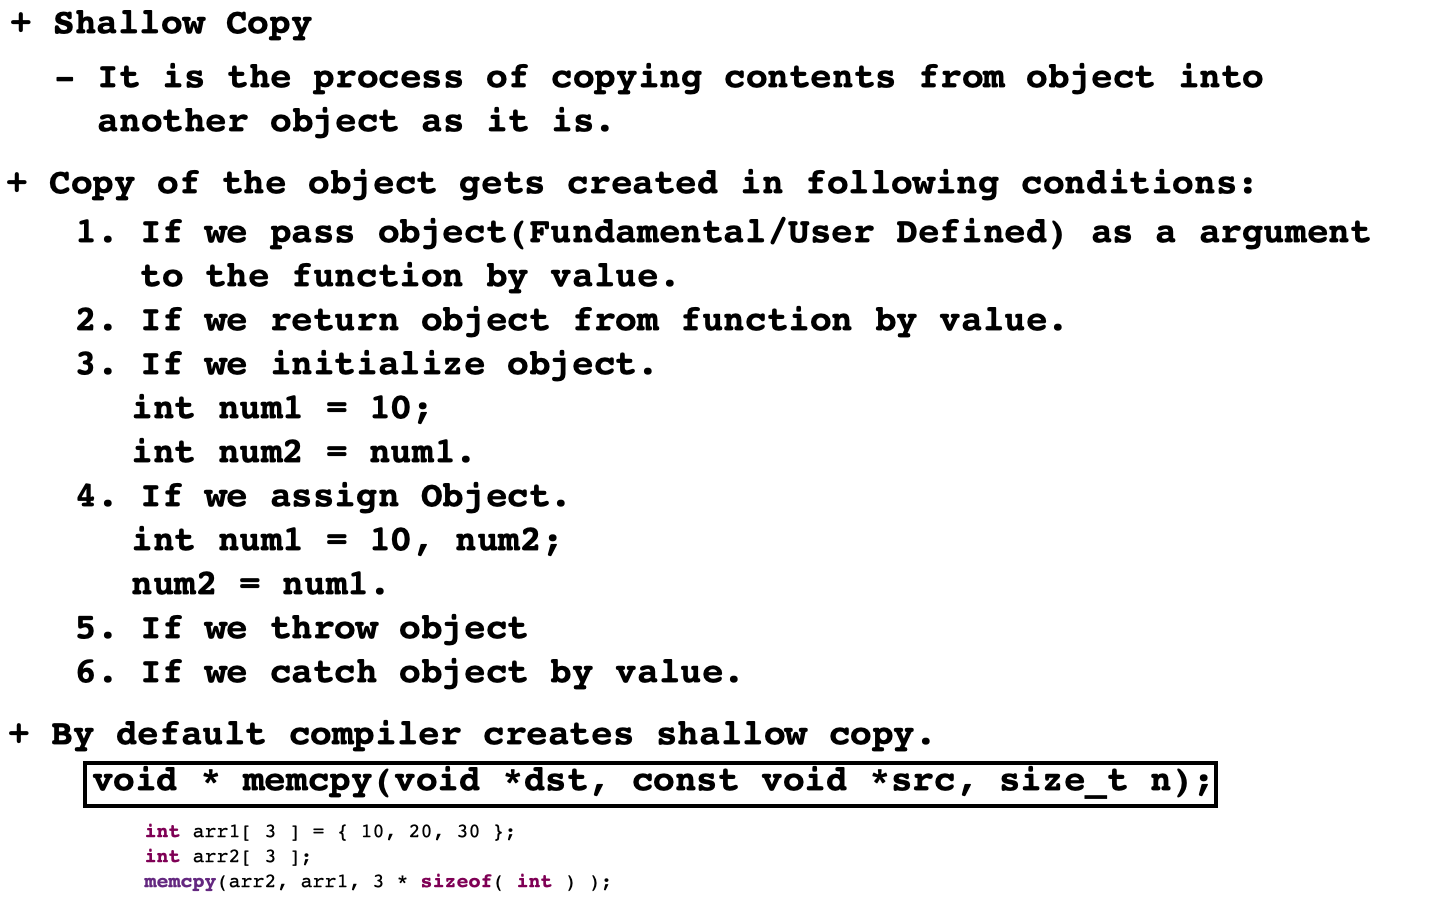 + Shallow Copy
- It is the process of copying contents from object into
another object as it is.
+ Copy of the object gets created in following conditions:
1. If we pass object(Fundamental/User Defined) as a argument
to the function by value.
2. If we return object from function by value.
3. If we initialize object.
int num1 = 10;
int num2 = num1.
4. If we assign Object.
int num1 = 10, num2;
num2 = num1.
5. If we throw object
6. If we catch object by value.
+ By default compiler creates shallow copy.
void * memcpy(void *dst, const void *src, size_t n);
int arr1[ 3 ] = { 10, 20, 30 };
int arr2[ 3 ];
memcpy(arr2, arr1, 3 * sizeof( int ) );